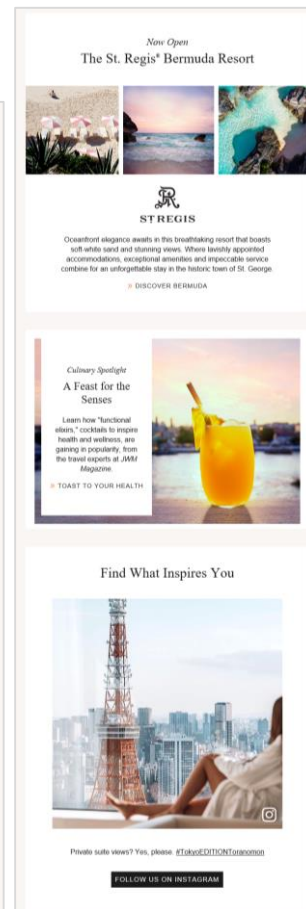 Now Open
The St. Regis® Bermuda Resort
ST REGIS
Oceanfront elegance awaits in this breathtaking resort that boasts
soft-white sand and stunning views. Where lavishly appointed
accommodations, exceptional amenities and impeccable service
combine for an unforgettable stay in the historic town of St. George.
» DISCOVER BERMUDA
Culinary Spotlight
A Feast for the
Senses
Learn how "functional
elixirs," cocktails to inspire
health and wellness, are
gaining in popularity, from
the travel experts at JWM
Magazine.
» TOAST TO YOUR HEALTH
Find What Inspires You
Private suite views? Yes, please. #TokyoEDITIONToranomon
FOLLOW US ON INSTAGRAM